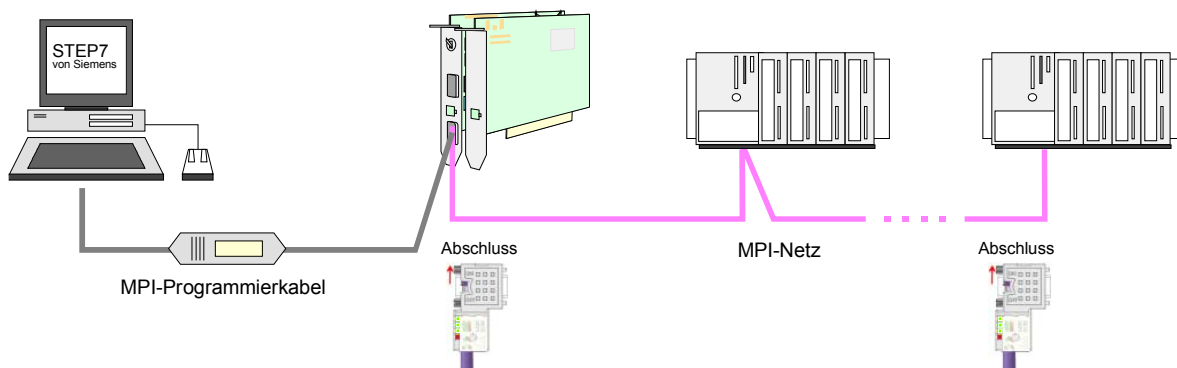 STEP7
von Siemens
Abschluss
MPI-Netz
Abschluss
MPI-Programmierkabel